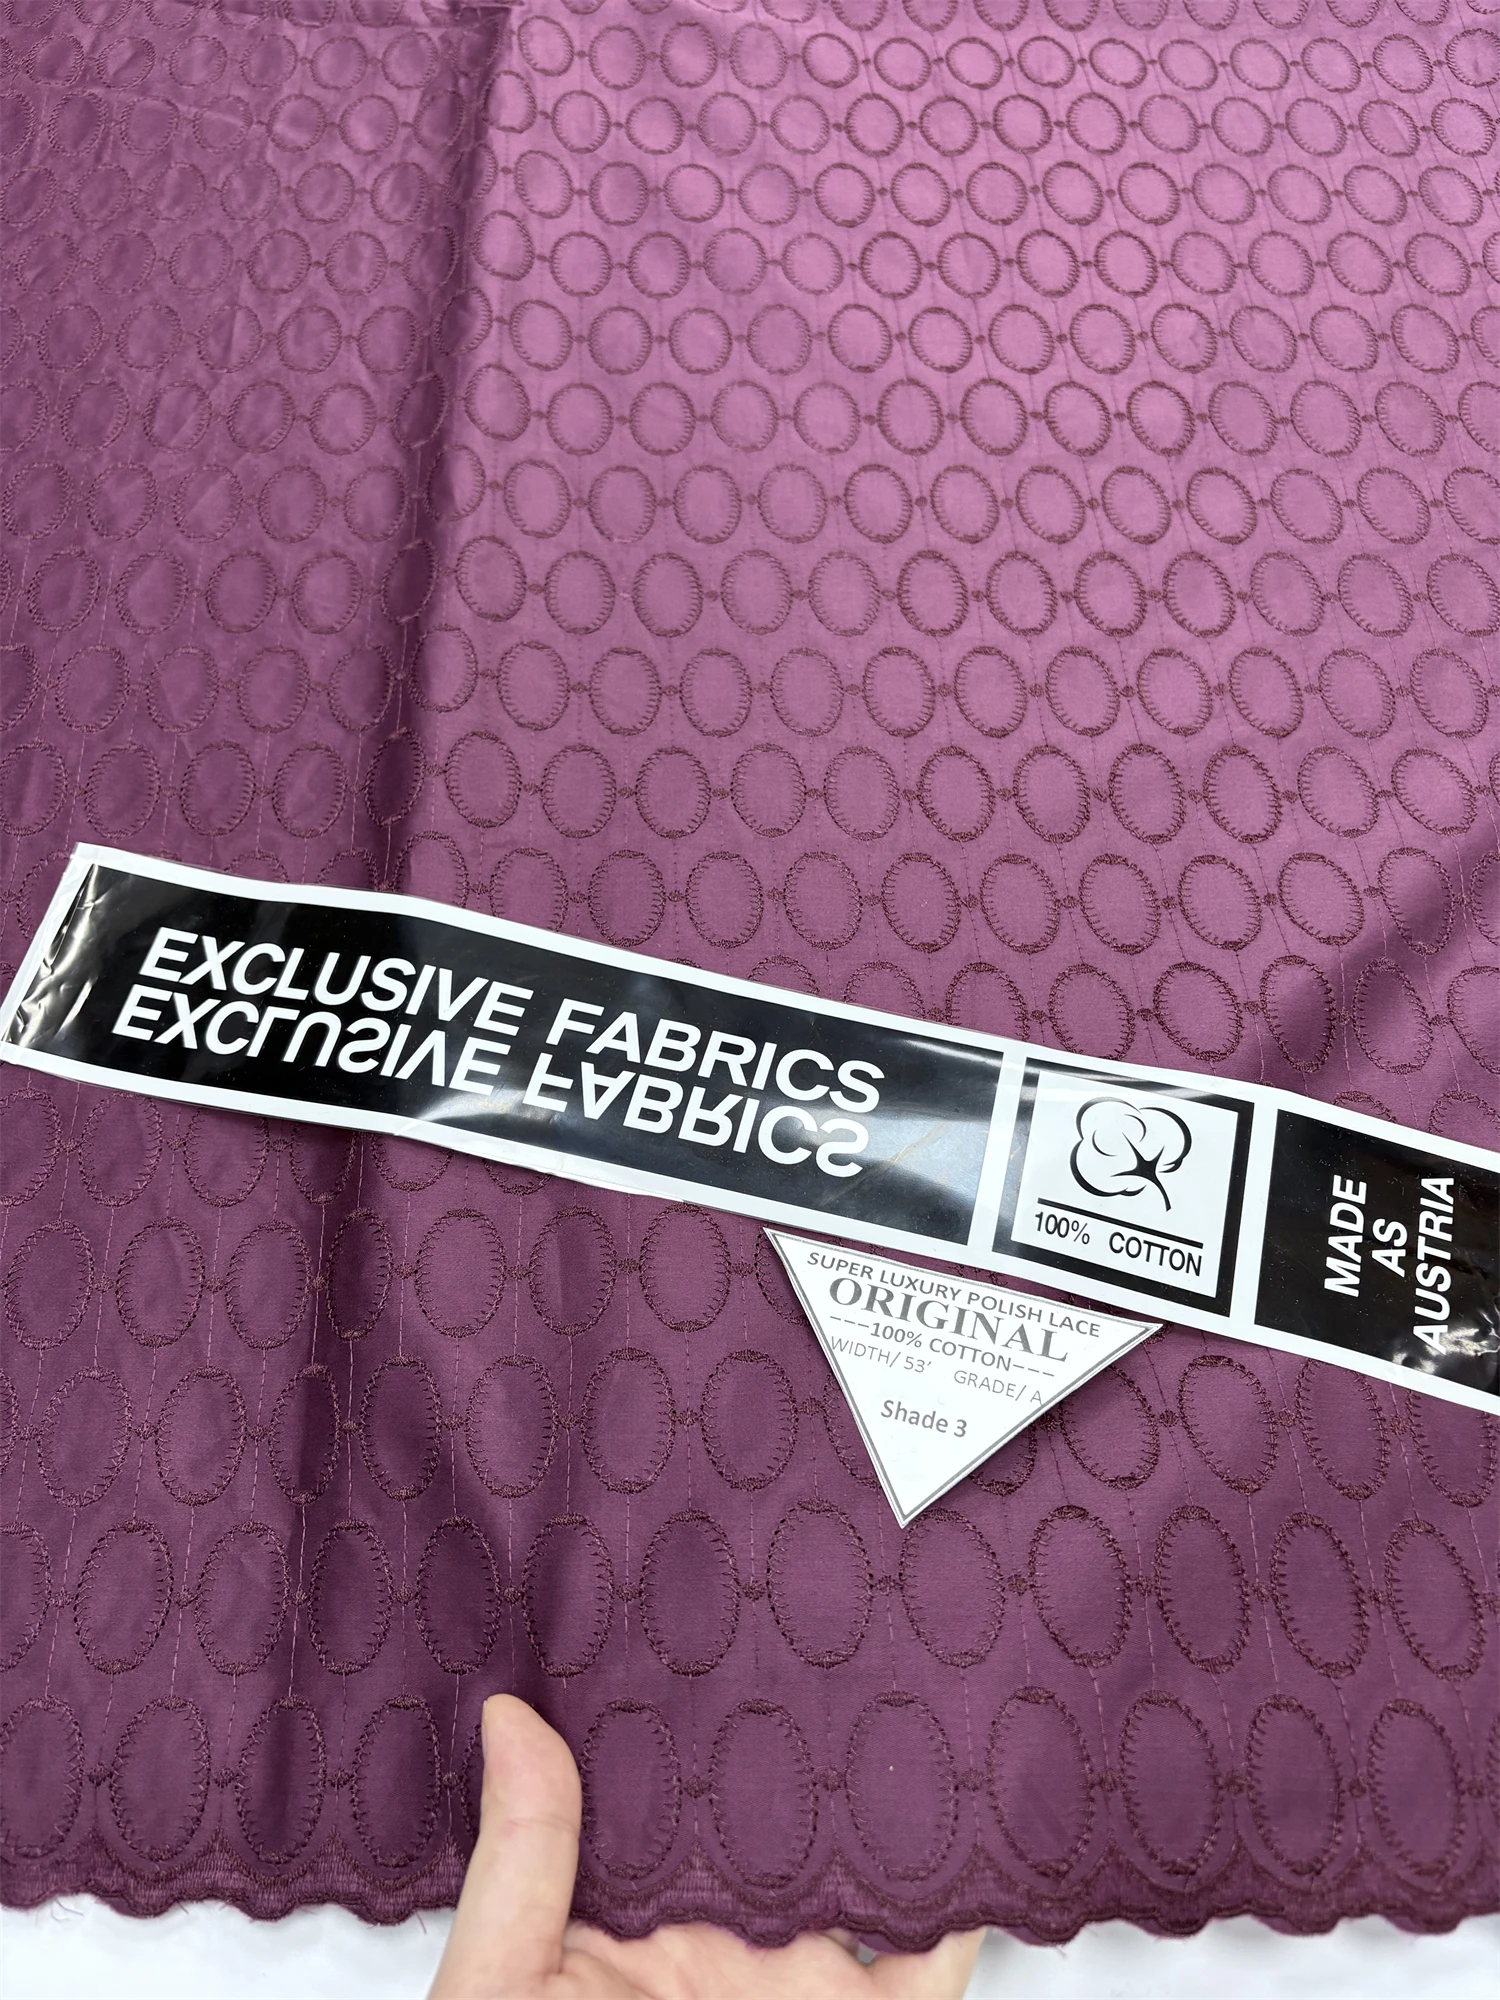 EXCLUSIVE FABRICS
EXCLUSIVE FABRICS
100% COTTON
MADE
AS
AUSTRIA
SUPER LUXURY POLISH LACE
ORIGINAL
---100% COTTON---
WIDTH/ 53' GRADE/ A
Shade 3